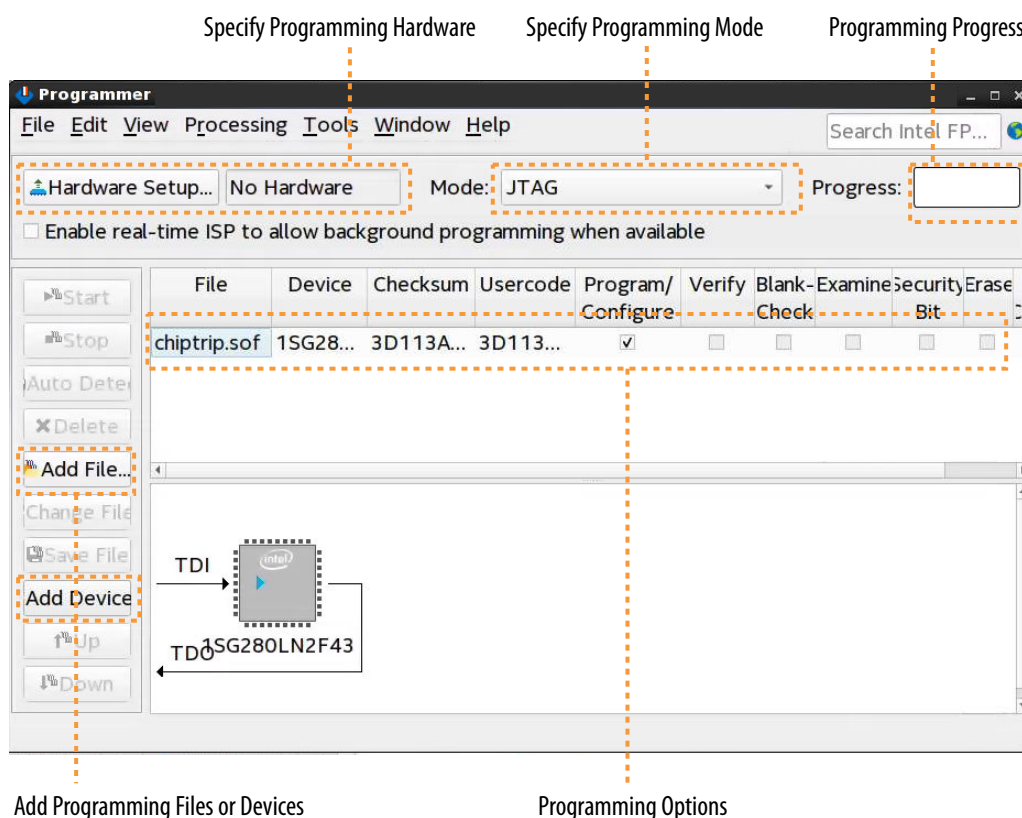 Specify Programming Hardware
Specify Programming Mode
Programming Progress
Programmer
File Edit View Processing Tools Window Help
Search Intel FP...
Hardware Setup...
No Hardware
Mode: JTAG
Progress:
Enable real-time ISP to allow background programming when available
File
Device
Checksum
Usercode
Program/
Configure
Verify
Blank-
Check
Examine
Security
Bit
Erase
chiptrip.sof
1SG28...
3D113A...
3D113...
Start
Stop
Auto Dete
Delete
Add File...
Change File
Save File
Add Device
Up
Down
TDI
intel
1SG280LN2F43
TDO
Add Programming Files or Devices
Programming Options